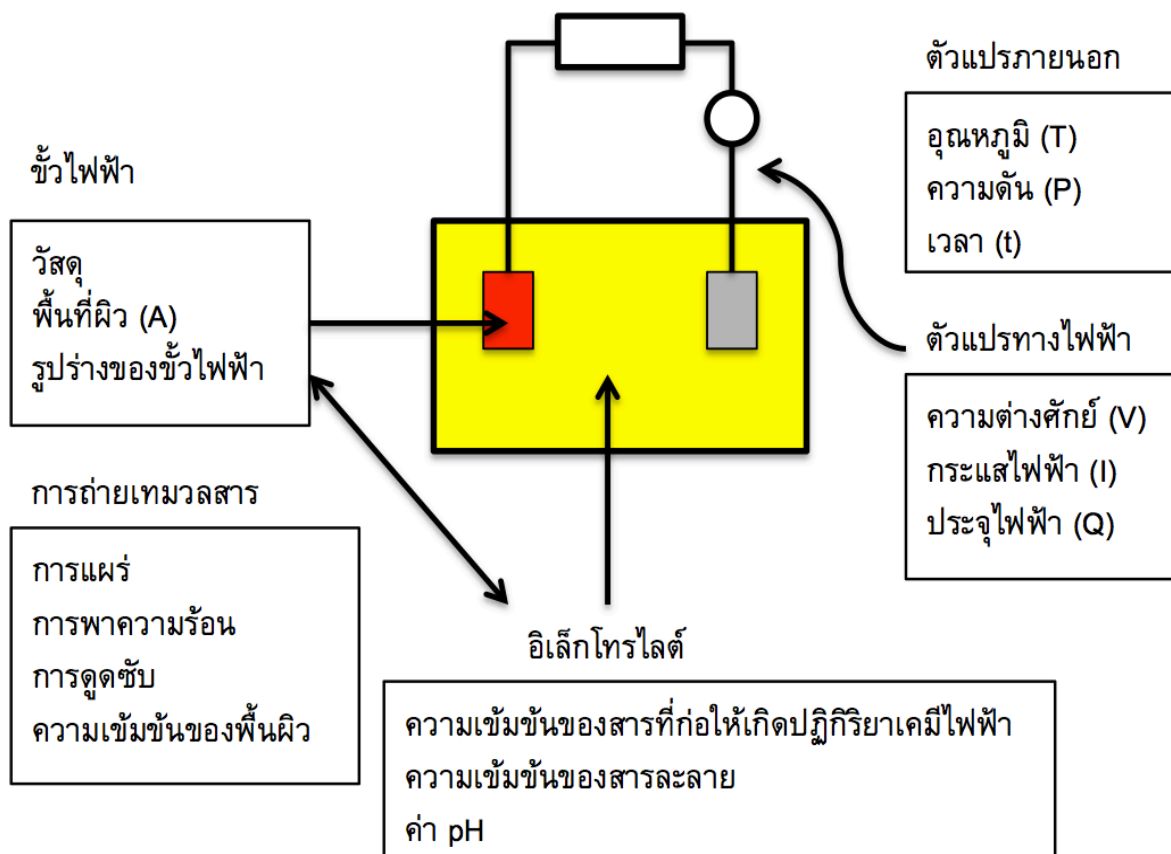 ขั้วไฟฟ้า
วัสดุ
พื้นที่ผิว (A)
รูปร่างของขั้วไฟฟ้า
การถ่ายเทมวลสาร
การแผร่
การพาความร้อน
การดูดซับ
ความเข้มข้นของพื้นผิว
ตัวแปรภายนอก
อุณหภูมิ (T)
ความดัน (P)
เวลา (t)
ตัวแปรทางไฟฟ้า
ความต่างศักย์ (V)
กระแสไฟฟ้า (I)
ประจุไฟฟ้า (Q)
อิเล็กโทรไลต์
ความเข้มข้นของสารที่ก่อให้เกิดปฏิกิริยาเคมีไฟฟ้า
ความเข้มข้นของสารละลาย
ค่า pH